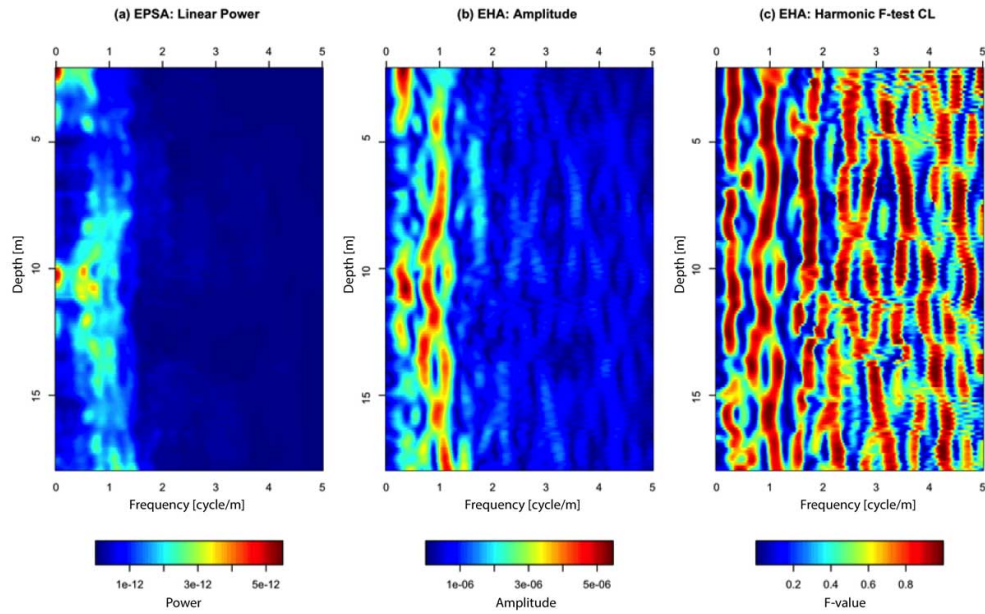 (a) EPSA: Linear Power
(b) EHA: Amplitude
(c) EHA: Harmonic F-test CL
0 1 2 3 4 5
0 1 2 3 4 5
0 1 2 3 4 5
Depth [m]
5
10
15
Depth [m]
5
10
15
Depth [m]
5
10
15
0 1 2 3 4 5
0 1 2 3 4 5
0 1 2 3 4 5
Frequency [cycle/m]
Frequency [cycle/m]
Frequency [cycle/m]
1e-12 3e-12 5e-12
1e-06 3e-06 5e-06
0.2 0.4 0.6 0.8
Power
Amplitude
F-value